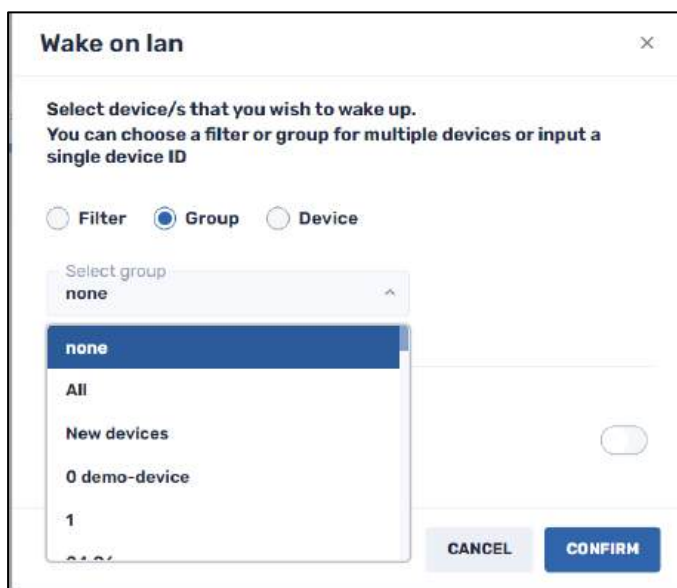 Wake on lan
Select device/s that you wish to wake up.
You can choose a filter or group for multiple devices or input a
single device ID
Filter Group Device
Select group
none
none
All
New devices
0 demo-device
1
CANCEL CONFIRM